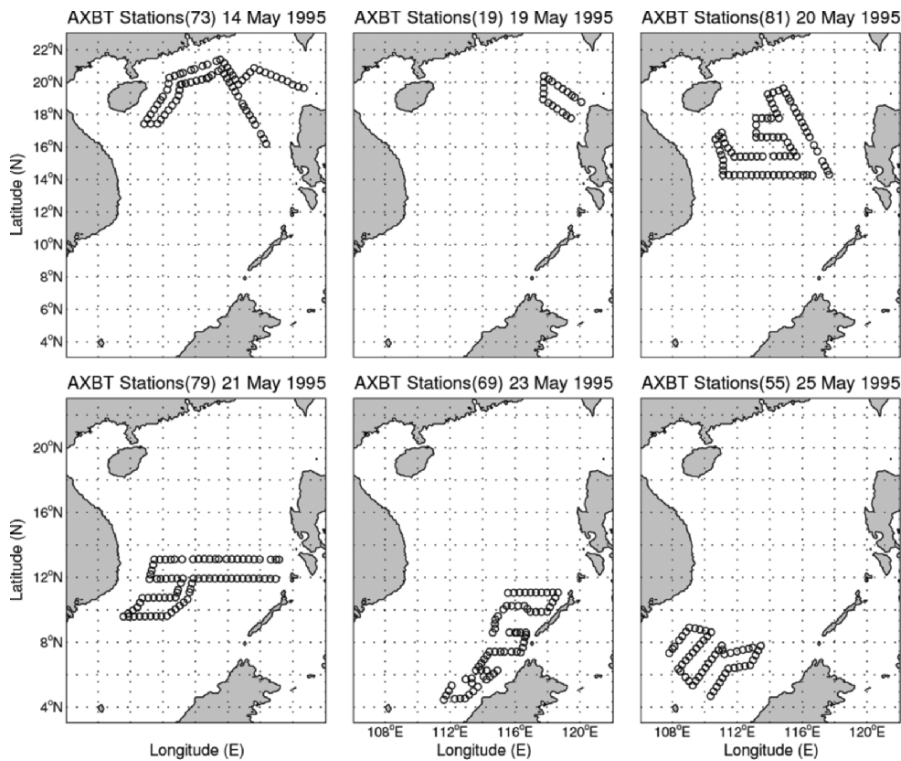 AXBT Stations(73) 14 May 1995
AXBT Stations(19) 19 May 1995
AXBT Stations(81) 20 May 1995
22°N
20°N
18°N
16°N
14°N
12°N
10°N
8°N
6°N
4°N
Latitude (N)
AXBT Stations(79) 21 May 1995
AXBT Stations(69) 23 May 1995
AXBT Stations(55) 25 May 1995
20°N
16°N
12°N
8°N
4°N
Latitude (N)
108°E 112°E 116°E 120°E
108°E 112°E 116°E 120°E
Longitude (E)
Longitude (E)
Longitude (E)